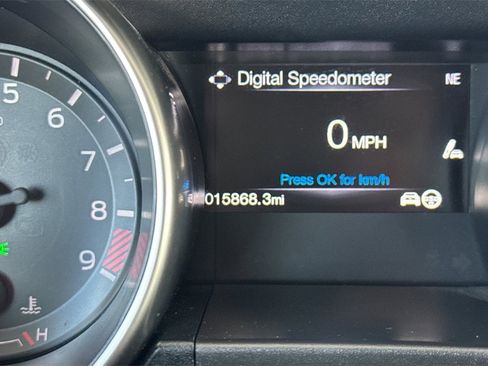 Digital Speedometer
NE
0 MPH
Press OK for km/h
015868.3mi
5
6
7
8
9
H